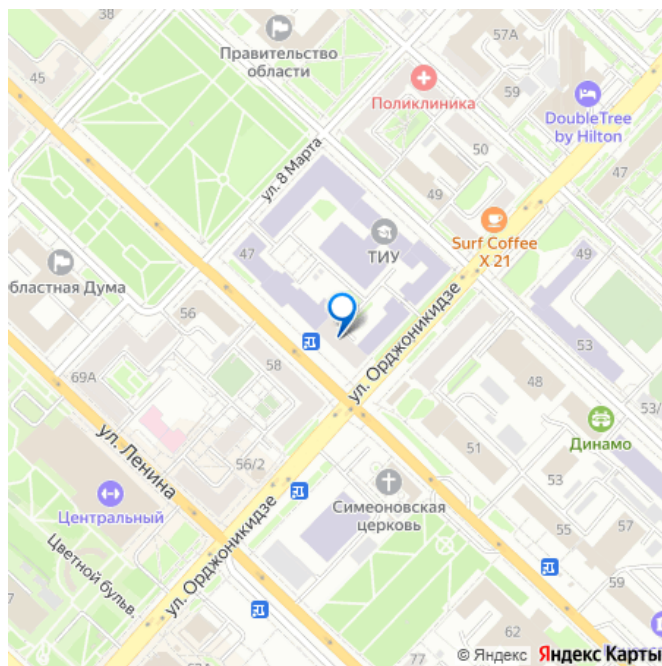 38
57А
Правительство
области
45
Поликлиника
DoubleTree
by Hilton
50
47
ул. 8 Марта
49
Surf Coffee
X 21
ТИУ
47
49
бластная Дума
56
ул. Орджоникидзе
53
58
48
53/
69А
Динамо
51
ул. Ленина
56/2
53
Симеоновская
церковь
Центральный
55
57
Цветной бульв.
ул. Орджоникидзе
59
62
77
© Яндекс Яндекс Карты